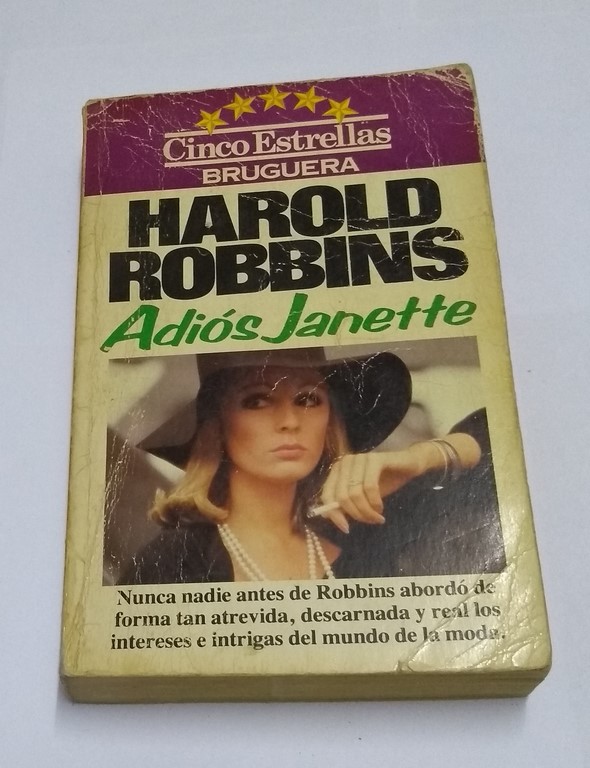 Cinco Estrellas
BRUGUERA
HAROLD
ROBBINS
Adiós Janette
Nunca nadie antes de Robbins abordó de
forma tan atrevida, descarnada y real los
intereses e intrigas del mundo de la moda.